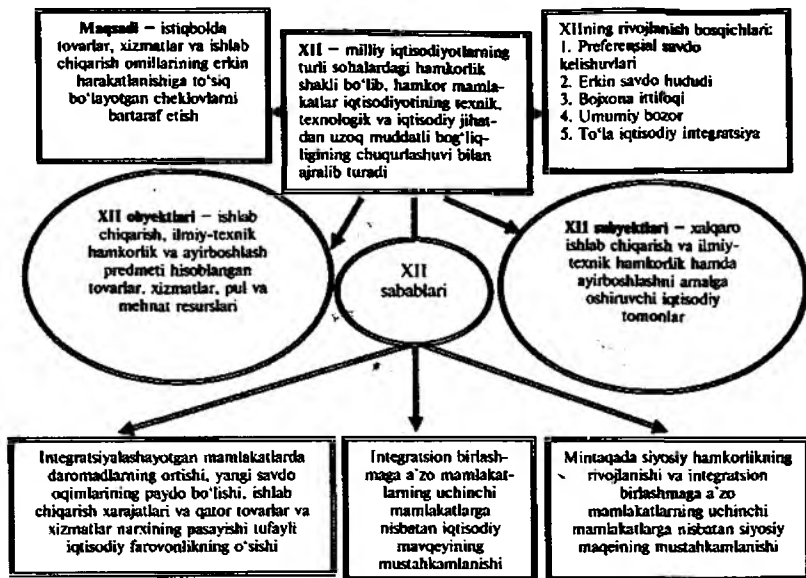 Maqsadi – istiqbolda
tovarlar, xizmatlar va ishlab
chiqarish omillarining erkin
harakatlanishiga to‘siq
bo‘layotgan cheklovlarni
bartaraf etish
XII – milliy iqtisodiyotlarning
turli sohalardagi hamkorlik
shakli bo‘lib, hamkor mamla-
katlar iqtisodiyotining texnik,
texnologik va iqtisodiy jihat-
dan uzoq muddatli bog‘liq-
ligining chuqurlashuvi bilan
ajralib turadi
XIIning rivojlanish bosqichlari:
1. Preferensial savdo
kelishuvlari
2. Erkin savdo hududi
3. Bojxona ittifoqi
4. Umumiy bozor
5. To‘la iqtisodiy integratsiya
XII obyektlari – ishlab
chiqarish, ilmiy-texnik
hamkorlik va ayirboshlash
predmeti hisoblangan
tovarlar, xizmatlar, pul va
mehnat resurslari
XII
sabablari
XII subyektlari – xalqaro
ishlab chiqarish va ilmiy-
texnik hamkorlik hamda
ayirboshlashni amalga
oshiruvchi iqtisodiy
tomonlar
Integratsiyalashayotgan mamlakatlarda
daromadlarning ortishi, yangi savdo
oqimlarining paydo bo‘lishi, ishlab
chiqarish xarajatlari va qator tovarlar va
xizmatlar narxining pasayishi tufayli
iqtisodiy farovonlikning o‘sishi
Integratsion birlash-
maga a’zo mamlakat-
larning uchinchi
mamlakatlarga
nisbatan iqtisodiy
mavqeyining
mustahkamlanishi
Mintaqada siyosiy hamkorlikning
rivojlanishi va integratsion
birlashmaga a’zo
mamlakatlarning uchinchi
mamlakatlarga nisbatan siyosiy
maqeining mustahkamlanishi